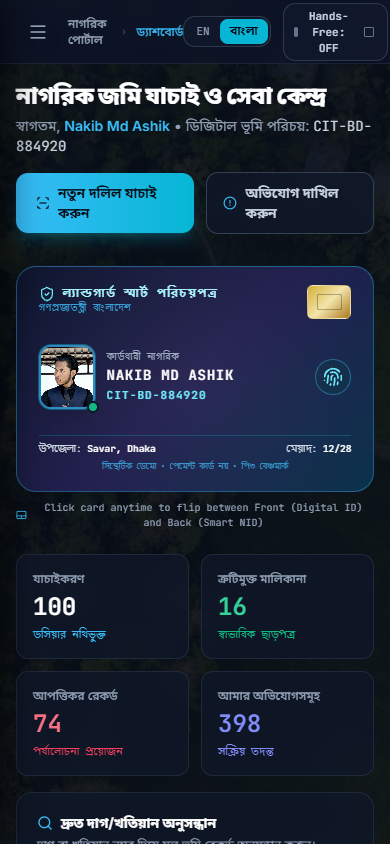 নাগরিক
পোর্টাল
› ড্যাশবোর্ড
EN বাংলা
Hands-
Free:
OFF
নাগরিক জমি যাচাই ও সেবা কেন্দ্র
স্বাগতম, Nakib Md Ashik • ডিজিটাল ভূমি পরিচয়: CIT-BD-
884920
নতুন দলিল যাচাই
করুন
অভিযোগ দাখিল
করুন
ল্যান্ডগার্ড স্মার্ট পরিচয়পত্র
গণপ্রজাতন্ত্রী বাংলাদেশ
কার্ডধারী নাগরিক
NAKIB MD ASHIK
CIT-BD-884920
উপজেলা: Savar, Dhaka
মেয়াদ: 12/28
সিন্থেটিক ডেমো • পেমেন্ট কার্ড নয় • পিও বেঞ্চমার্ক
Click card anytime to flip between Front (Digital ID)
and Back (Smart NID)
যাচাইকরণ
100
ডসিয়ার নথিভুক্ত
ত্রুটিমুক্ত মালিকানা
16
স্বাভাবিক ছাড়পত্র
আপত্তিকর রেকর্ড
74
পর্যালোচনা প্রয়োজন
আমার অভিযোগসমূহ
398
সক্রিয় তদন্ত
দ্রুত দাগ/খতিয়ান অনুসন্ধান